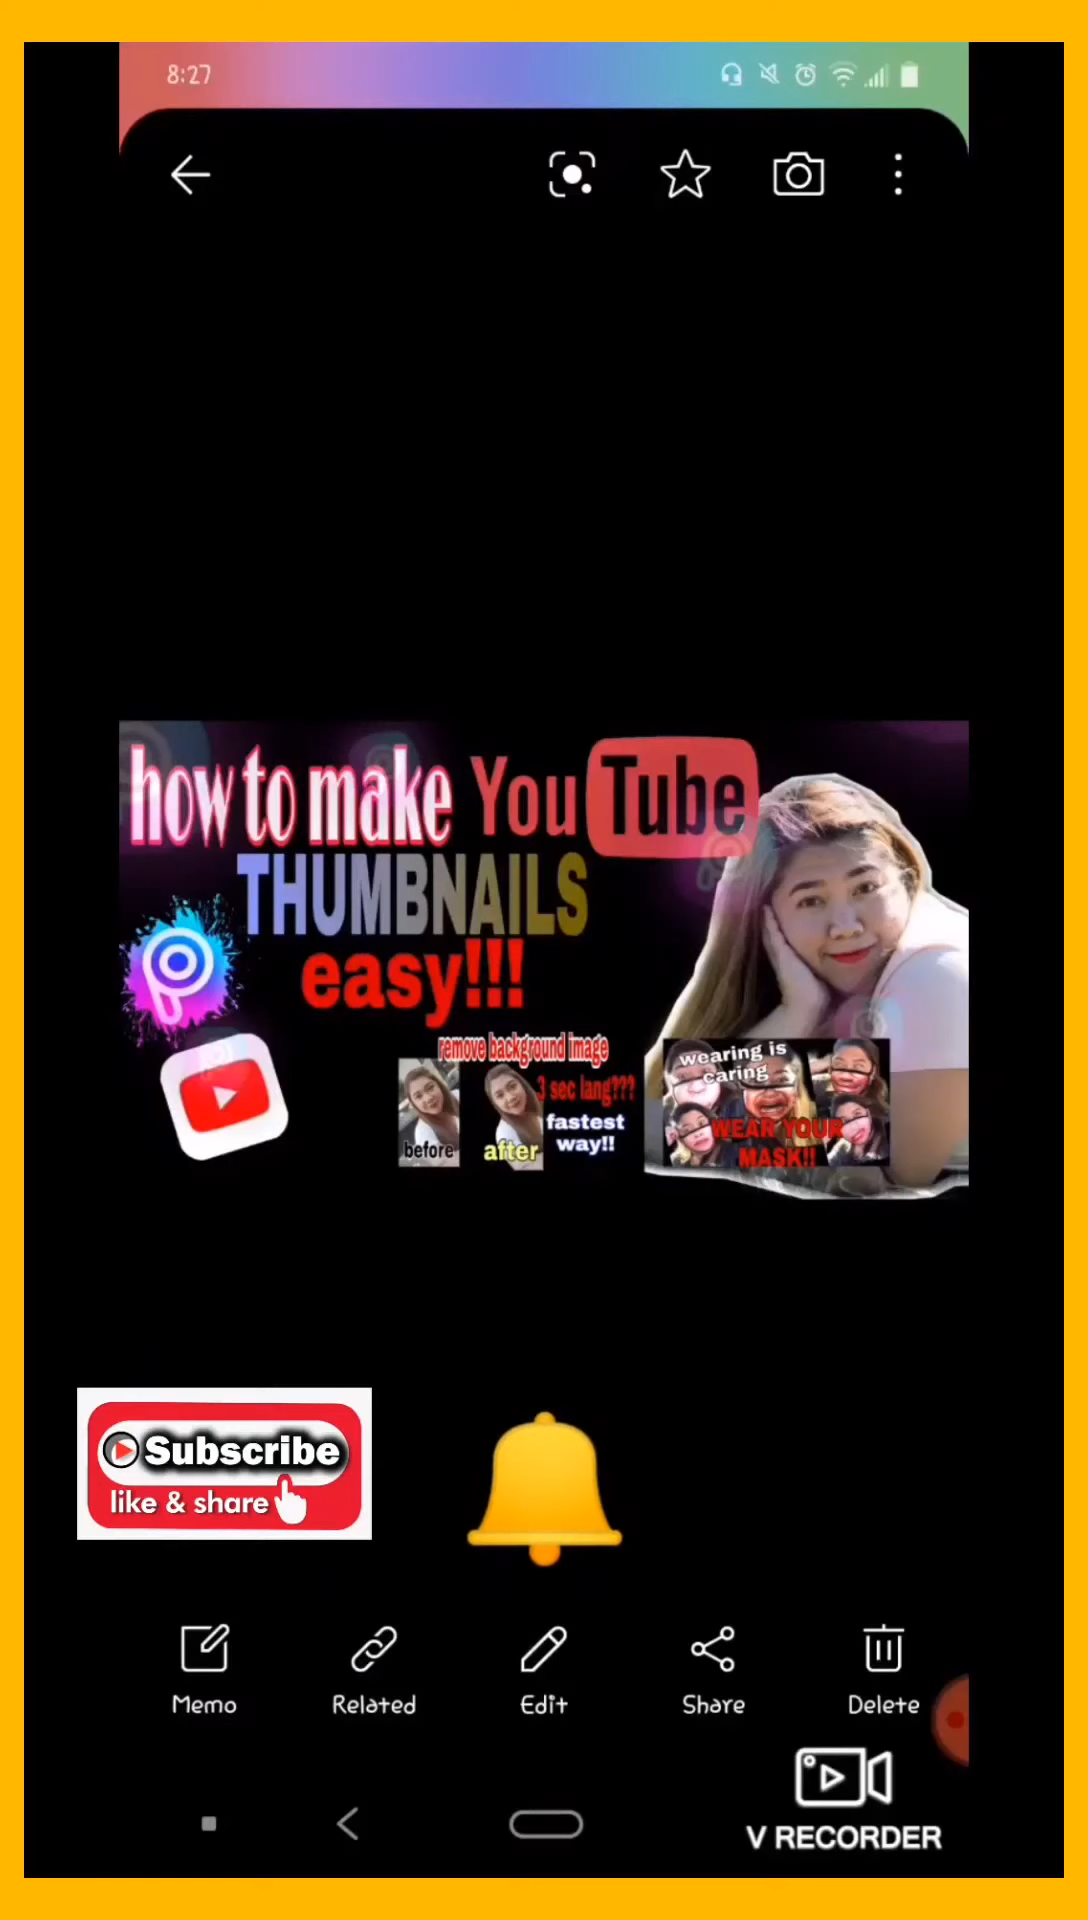 8:27
how to make YouTube
THUMBNAILS
easy!!!
remove background image
3 sec lang???
fastest
way!!
before
after
wearing is
caring
WEAR YOUR
MASK!!
Subscribe
like & share
Memo
Related
Edit
Share
Delete
V RECORDER